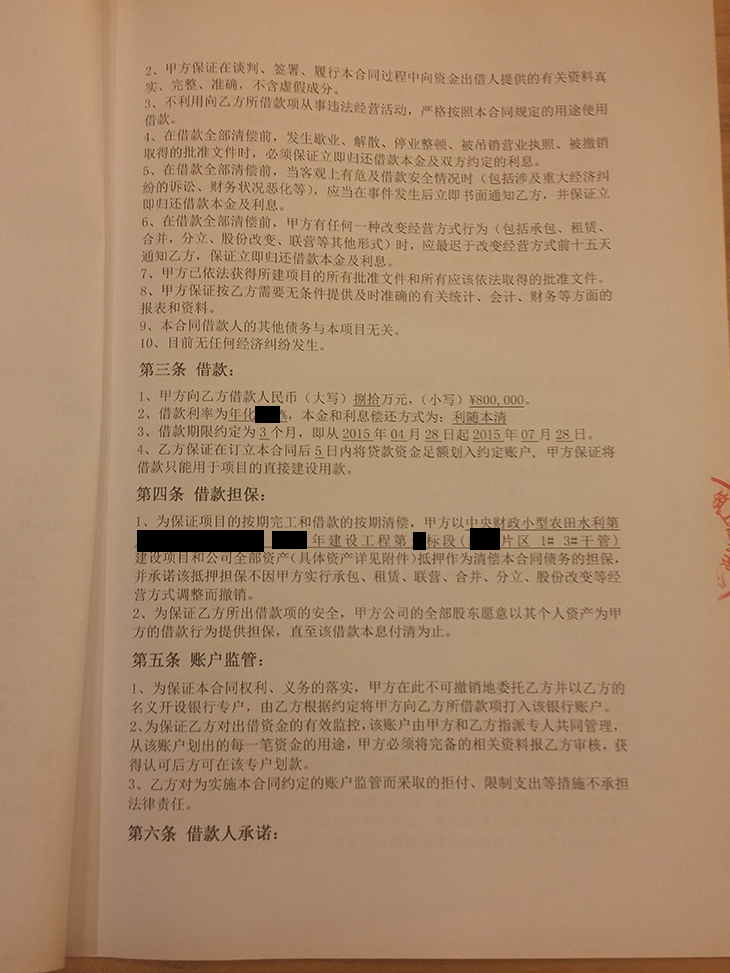 2、甲方保证在谈判、签署、履行本合同过程中向资金出借人提供的有关资料真
实、完整、准确，不含虚假成分。
3、不利用向乙方所借款项从事违法经营活动，严格按照本合同规定的用途使用
借款。
4、在借款全部清偿前，发生歇业、解散、停业整顿、被吊销营业执照、被撤销
取得的批准文件时，必须保证立即归还借款本金及双方约定的利息。
5、在借款全部清偿前，当客观上有危及借款安全情况时（包括涉及重大经济纠
纷的诉讼、财务状况恶化等），应当在事件发生后立即书面通知乙方，并保证立
即归还借款本金及利息。
6、在借款全部清偿前，甲方有任何一种改变经营方式行为（包括承包、租赁、
合并，分立、股份改变、联营等其他形式）时，应最迟于改变经营方式前十五天
通知乙方，保证立即归还借款本金及利息。
7、甲方已依法获得所建项目的所有批准文件和所有应该依法取得的批准文件。
8、甲方保证按乙方需要无条件提供及时准确的有关统计、会计、财务等方面的
报表和资料。
9、本合同借款人的其他债务与本项目无关。
10、目前无任何经济纠纷发生。
第三条 借款：
1、甲方向乙方借款人民币（大写）捌拾万元，（小写）¥800,000。
2、借款利率为年化%，本金和利息偿还方式为：利随本清
3、借款期限约定为3个月，即从2015年04月28日起2015年07月28日。
4、乙方保证在订立本合同后5日内将贷款资金足额划入约定账户，甲方保证将
借款只能用于项目的直接建设用款。
第四条 借款担保：
1、为保证项目的按期完工和借款的按期清偿，甲方以中央财政小型农田水利第
年建设工程第标段（片区 1# 3#干管）
建设项目和公司全部资产（具体资产详见附件）抵押作为清偿本合同债务的担保，
并承诺该抵押担保不因甲方实行承包、租赁、联营、合并、分立、股份改变等经
营方式调整而撤销。
2、为保证乙方所出借款项的安全，甲方公司的全部股东愿意以其个人资产为甲
方的借款行为提供担保，直至该借款本息付清为止。
第五条 账户监管：
1、为保证本合同权利、义务的落实，甲方在此不可撤销地委托乙方并以乙方的
名义开设银行专户，由乙方根据约定将甲方向乙方所借款项打入该银行账户。
2、为保证乙方对出借资金的有效监控，该账户由甲方和乙方指派专人共同管理，
从该账户划出的每一笔资金的用途，甲方必须将完备的相关资料报乙方审核，获
得认可后方可在该专户划款。
3、乙方对为实施本合同约定的账户监管而采取的拒付、限制支出等措施不承担
法律责任。
第六条 借款人承诺：